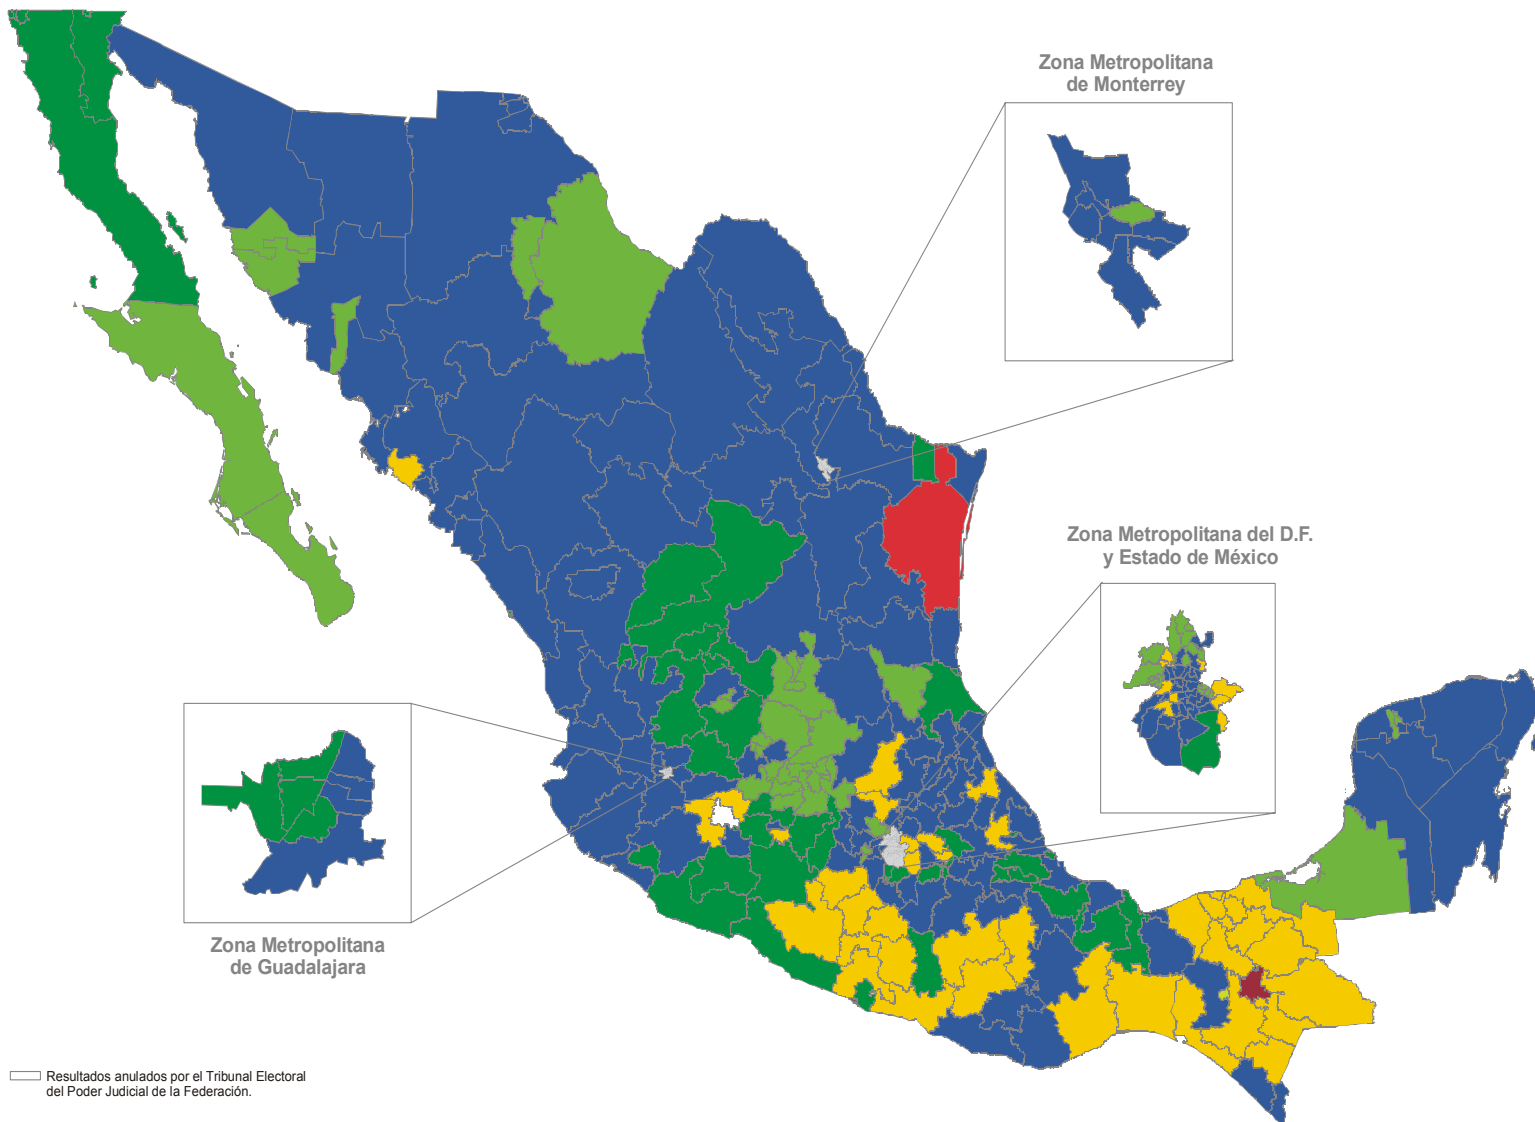 Zona Metropolitana
de Monterrey
Zona Metropolitana del D.F.
y Estado de México
Zona Metropolitana
de Guadalajara
Resultados anulados por el Tribunal Electoral
del Poder Judicial de la Federación.